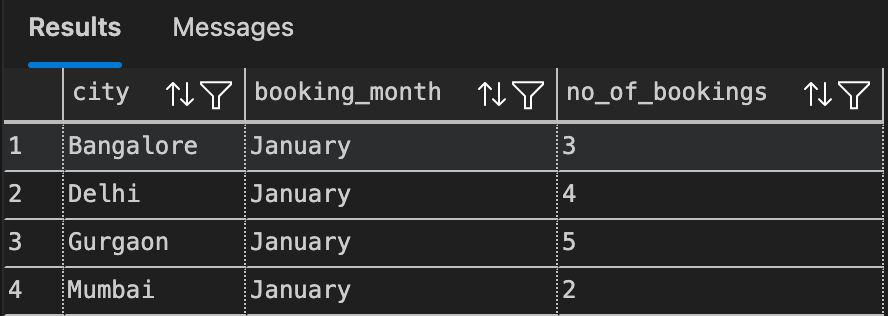 Results Messages
city booking_month no_of_bookings
1 Bangalore January 3
2 Delhi January 4
3 Gurgaon January 5
4 Mumbai January 2